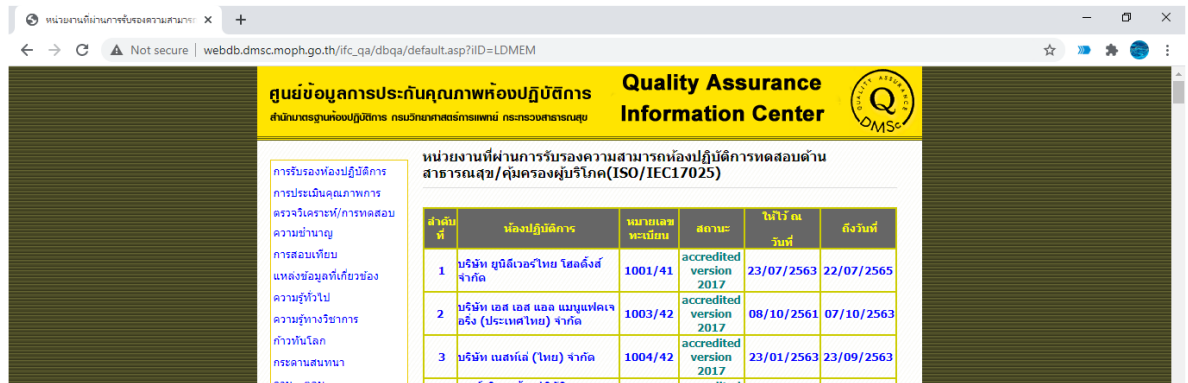 หน่วยงานที่ผ่านการรับรองความสามารถ
Not secure | webdb.dmsc.moph.go.th/ifc_qa/dbqa/default.asp?iID=LDMEM
ศูนย์ข้อมูลการประกันคุณภาพห้องปฏิบัติการ
สำนักมาตรฐานห้องปฏิบัติการ กรมวิทยาศาสตร์การแพทย์ กระทรวงสาธารณสุข
Quality Assurance
Information Center
QUALITY ASSURANCE
Q
DMSc
การรับรองห้องปฏิบัติการ
การประเมินคุณภาพการ
ตรวจวิเคราะห์/การทดสอบ
ความชำนาญ
การสอบเทียบ
แหล่งข้อมูลที่เกี่ยวข้อง
ความรู้ทั่วไป
ความรู้ทางวิชาการ
ก้าวทันโลก
กระดานสนทนา
หน่วยงานที่ผ่านการรับรองความสามารถห้องปฏิบัติการทดสอบด้าน
สาธารณสุข/คุ้มครองผู้บริโภค(ISO/IEC17025)
ลำดับที่ ห้องปฏิบัติการ หมายเลขทะเบียน สถานะ ให้ไว้ ณ วันที่ ถึงวันที่
1 บริษัท ยูนิลีเวอร์ไทย โฮลดิ้งส์ จำกัด 1001/41 accredited version 2017 23/07/2563 22/07/2565
2 บริษัท เอส เอส แอล แมนูแฟคเจอริ่ง (ประเทศไทย) จำกัด 1003/42 accredited version 2017 08/10/2561 07/10/2563
3 บริษัท เนสท์เล่ (ไทย) จำกัด 1004/42 accredited version 2017 23/01/2563 23/09/2563